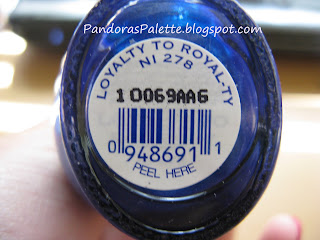 PandorasPalette.blogspot.com
LOYALTY TO ROYAL-TY
NI 278
10069AA6
0 948691 1
PEEL HERE